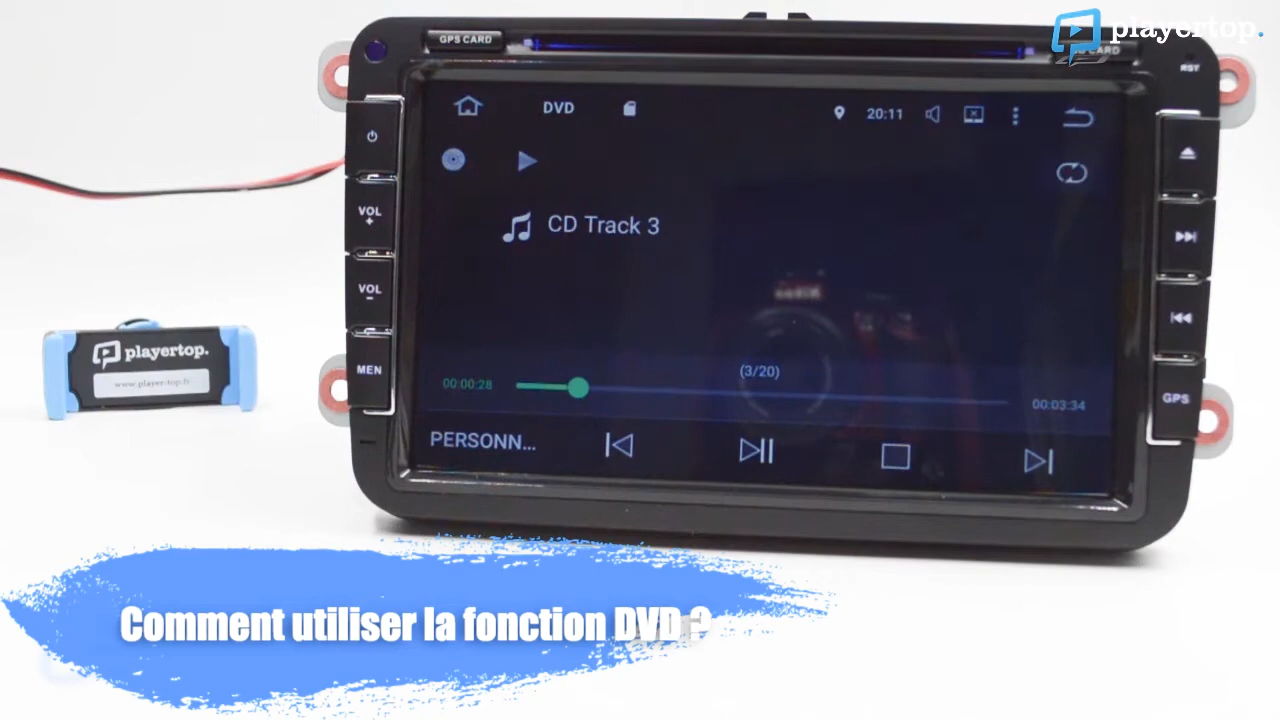 playertop.
GPS CARD
CARD
RST
DVD
20:11
VOL
+
CD Track 3
VOL
-
playertop.
www.player-top.fr
MEN
(3/20)
00:00:28
00:03:34
GPS
PERSONN...
Comment utiliser la fonction DVD ?